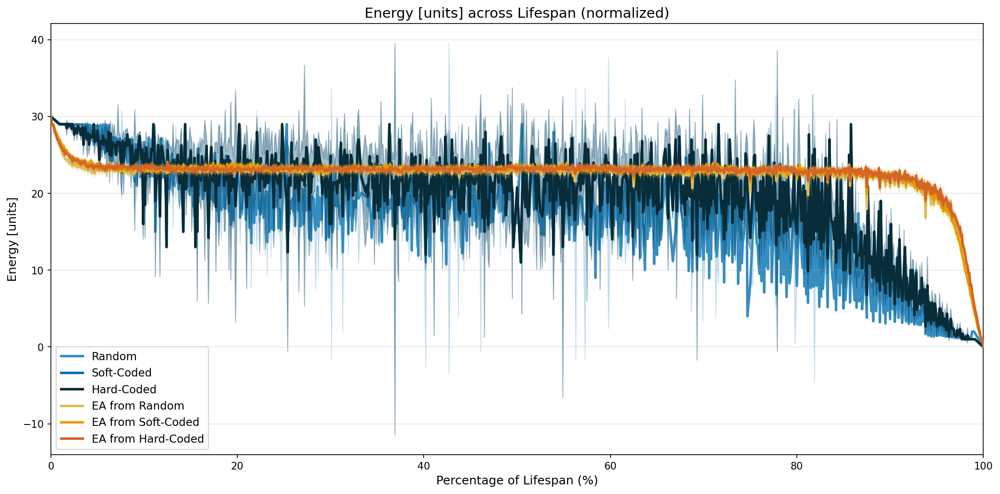 Energy [units] across Lifespan (normalized)
40
30
20
10
0
−10
Energy [units]
Random
Soft-Coded
Hard-Coded
EA from Random
EA from Soft-Coded
EA from Hard-Coded
0 20 40 60 80 100
Percentage of Lifespan (%)